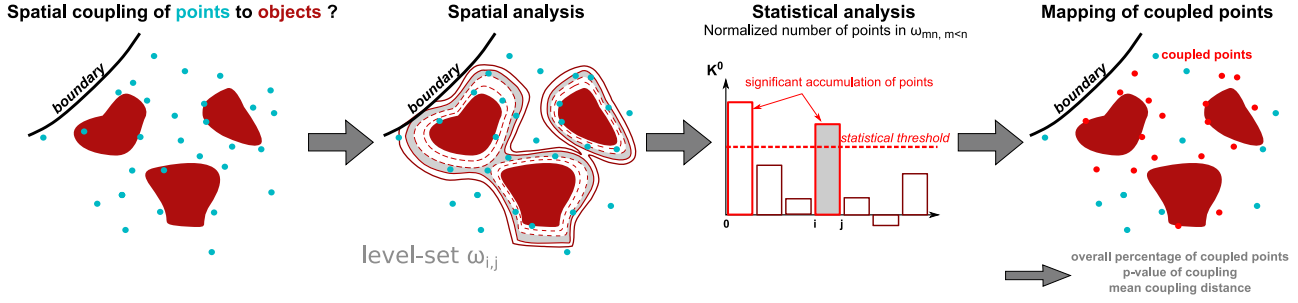 Spatial coupling of points to objects ?
boundary
Spatial analysis
boundary
level-set ωi,j
Statistical analysis
Normalized number of points in ωmn, m<n
K⁰
significant accumulation of points
statistical threshold
0 i j
Mapping of coupled points
coupled points
boundary
overall percentage of coupled points
p-value of coupling
mean coupling distance